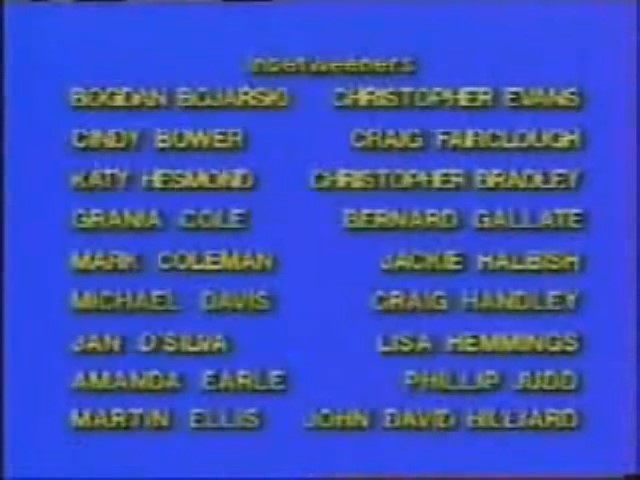 Inbetweeners
BOGDAN BOJARSKI CHRISTOPHER EVANS
CINDY BOWER CRAIG FAIRCLOUGH
KATY HESMOND CHRISTOPHER BRADLEY
GRANIA COLE BERNARD GALLATE
MARK COLEMAN JACKIE HALBISH
MICHAEL DAVIS CRAIG HANDLEY
JAN D'SILVA LISA HEMMINGS
AMANDA EARLE PHILLIP JUDD
MARTIN ELLIS JOHN DAVID HILLIARD